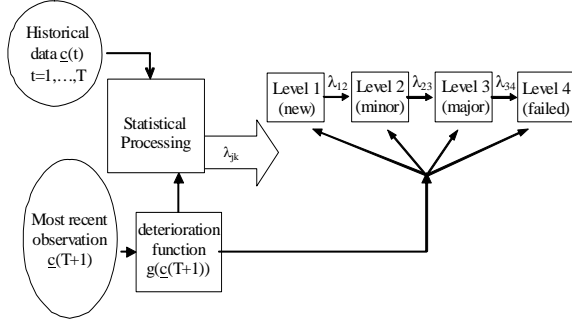 Historical
data c(t)
t=1,...,T
Statistical
Processing
λjk
Level 1
(new)
λ12
Level 2
(minor)
λ23
Level 3
(major)
λ34
Level 4
(failed)
Most recent
observation
c(T+1)
deterioration
function
g(c(T+1))